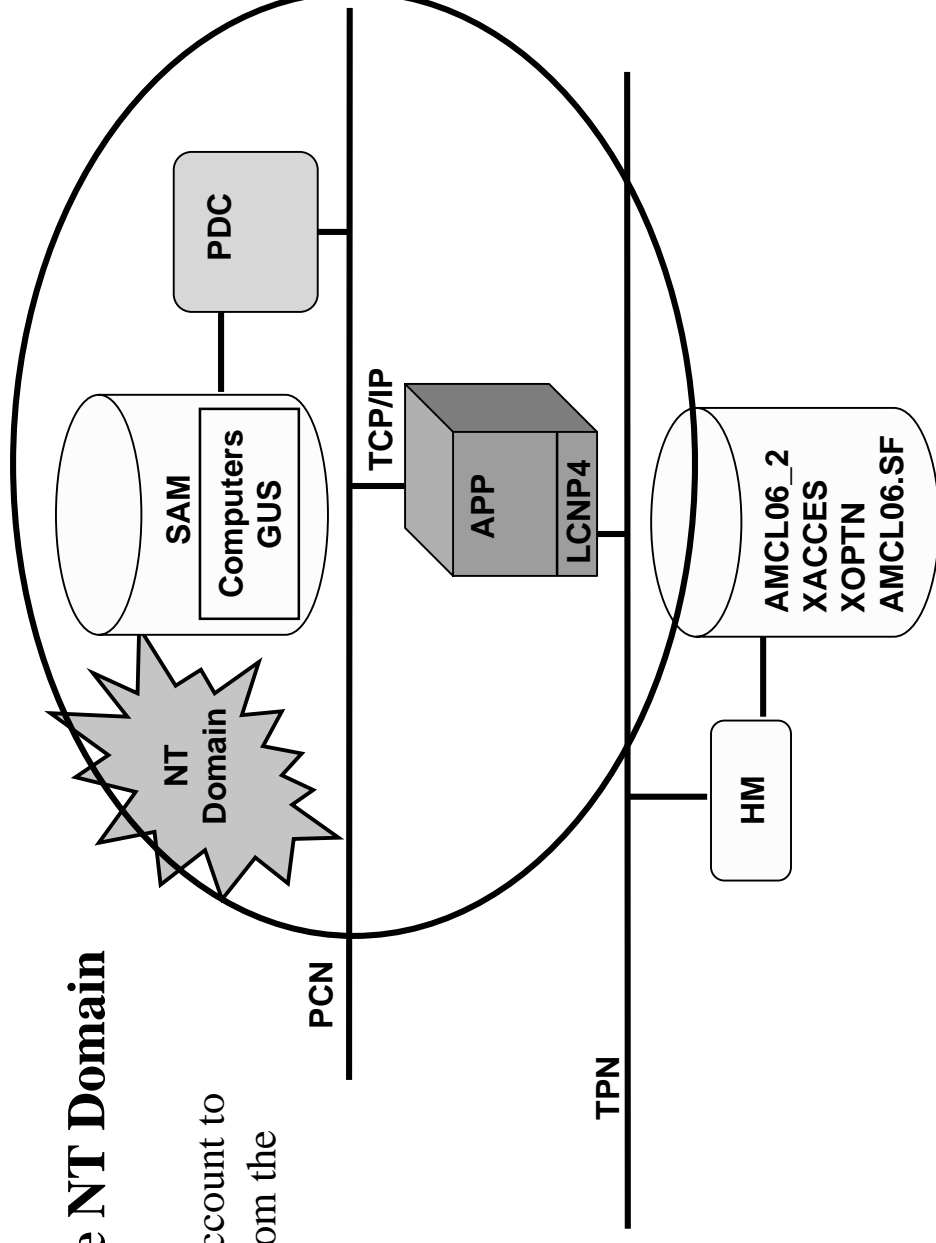 e NT Domain
ccount to
om the
NT
Domain
SAM
Computers
GUS
PDC
PCN
TCP/IP
APP
LCNP4
TPN
HM
AMCL06_2
XACCES
XOPTN
AMCL06.SF